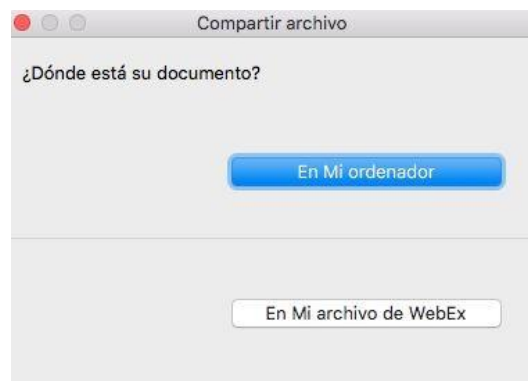 Compartir archivo
¿Dónde está su documento?
En Mi ordenador
En Mi archivo de WebEx